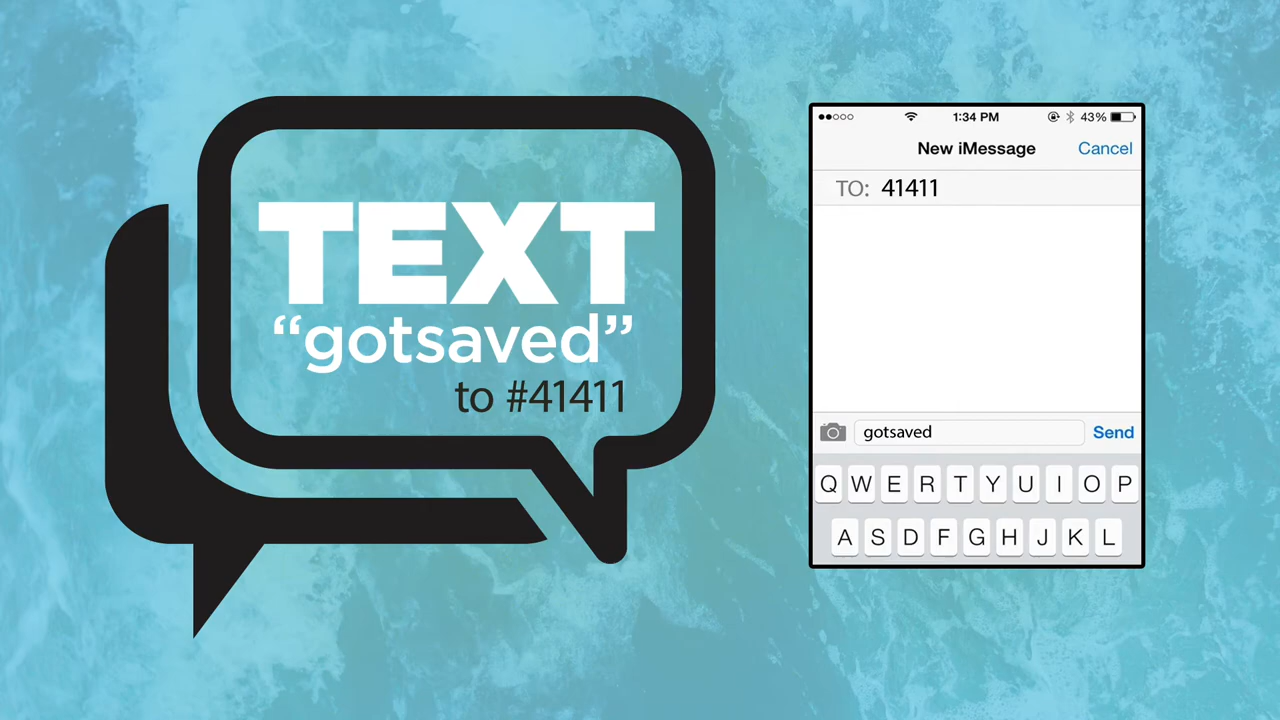 TEXT
“gotsaved”
to #41411
1:34 PM
43%
New iMessage
Cancel
TO: 41411
gotsaved
Send
Q W E R T Y U I O P
A S D F G H J K L